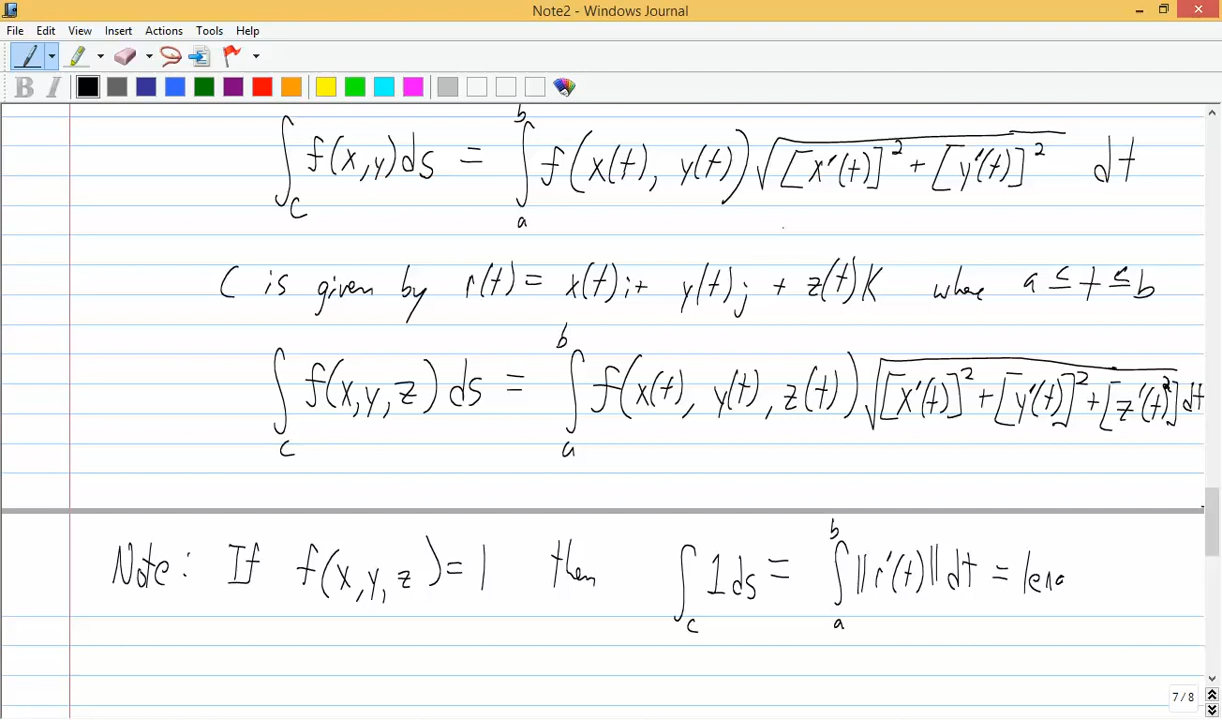 Note2 - Windows Journal
File Edit View Insert Actions Tools Help
B I
∫_C f(x,y)ds = ∫_a^b f(x(t), y(t))√([x'(t)]^2 + [y'(t)]^2) dt
C is given by r(t) = x(t)i + y(t)j + z(t)K where a ≤ t ≤ b
∫_C f(x,y,z) ds = ∫_a^b f(x(t), y(t), z(t))√([x'(t)]^2 + [y'(t)]^2 + [z'(t)]^2) dt
Note: If f(x,y,z) = 1 then ∫_C 1 ds = ∫_a^b ||r'(t)|| dt = leng
7/8